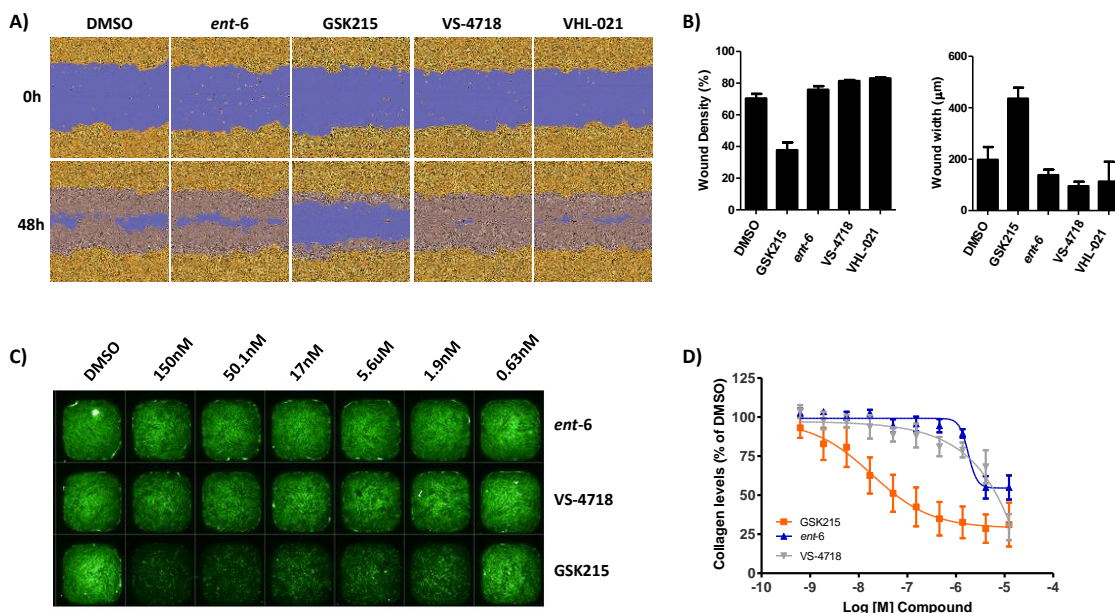 A)
DMSO ent-6 GSK215 VS-4718 VHL-021
0h
48h
B)
Wound Density (%)
100
80
60
40
20
0
DMSO
GSK215
ent-6
VS-4718
VHL-021
Wound width (μm)
600
400
200
0
DMSO
GSK215
ent-6
VS-4718
VHL-021
C)
DMSO 150nM 50.1nM 17nM 5.6uM 1.9nM 0.63nM
ent-6
VS-4718
GSK215
D)
Collagen levels (% of DMSO)
125
100
75
50
25
0
GSK215
ent-6
VS-4718
-10 -9 -8 -7 -6 -5 -4
Log [M] Compound